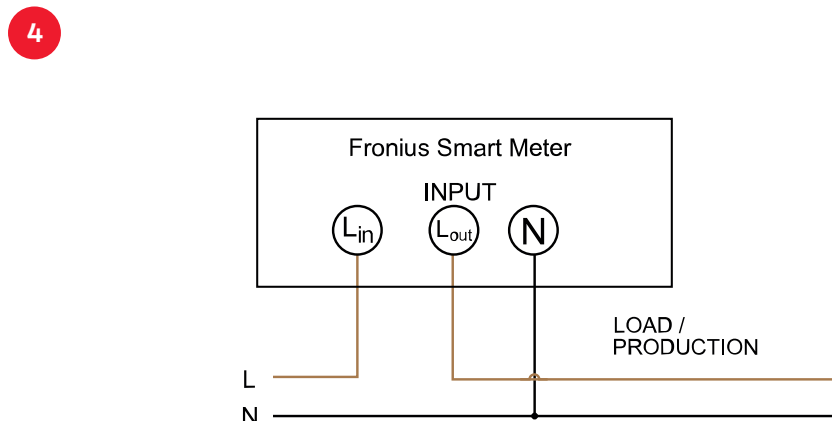 4
Fronius Smart Meter
INPUT
Lin Lout N
LOAD /
PRODUCTION
L
N